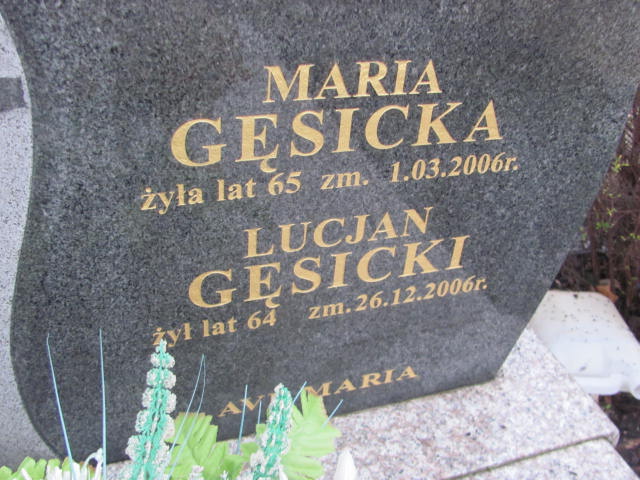 MARIA
GĘSICKA
żyła lat 65 zm. 1.03.2006r.
LUCJAN
GĘSICKI
żył lat 64 zm. 26.12.2006r.
AVE MARIA